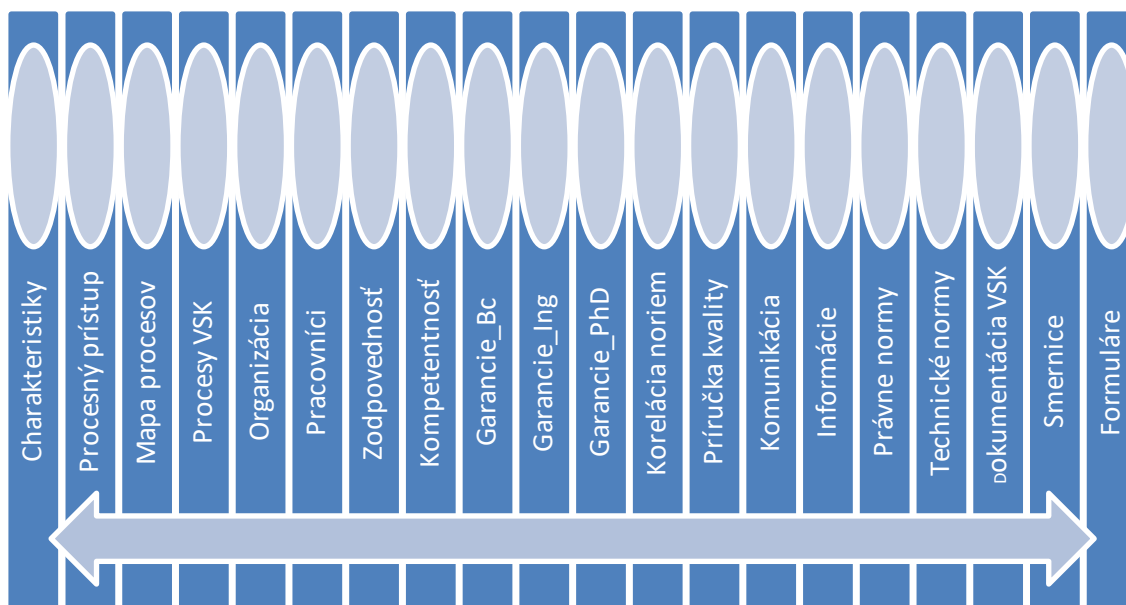 Charakteristiky
Procesný prístup
Mapa procesov
Procesy VSK
Organizácia
Pracovníci
Zodpovednosť
Kompetentnosť
Garancie_Bc
Garancie_Ing
Garancie_PhD
Korelácia noriem
Príručka kvality
Komunikácia
Informácie
Právne normy
Technické normy
Dokumentácia VSK
Smernice
Formuláre